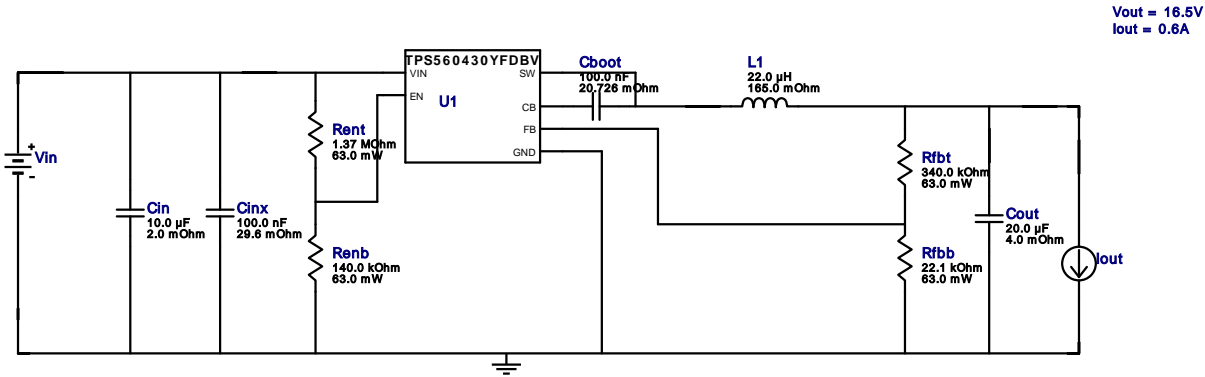 Vout = 16.5V
Iout = 0.6A
TPS560430YFDBV
VIN
SW
EN
U1
CB
FB
GND
Cboot
100.0 nF
20.726 mOhm
L1
22.0 µH
165.0 mOhm
Rent
1.37 MOhm
63.0 mW
+
Vin
-
Rfbt
340.0 kOhm
63.0 mW
Cin
10.0 µF
2.0 mOhm
Cinx
100.0 nF
29.6 mOhm
Cout
20.0 µF
4.0 mOhm
Renb
140.0 kOhm
63.0 mW
Rfbb
22.1 kOhm
63.0 mW
Iout